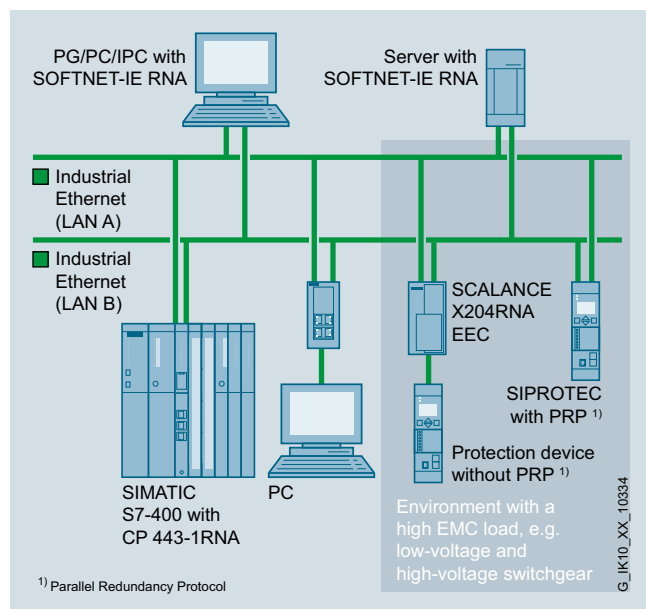 PG/PC/IPC with
SOFTNET-IE RNA
Server with
SOFTNET-IE RNA
Industrial
Ethernet
(LAN A)
Industrial
Ethernet
(LAN B)
SCALANCE
X204RNA
EEC
SIPROTEC
with PRP 1)
Protection device
without PRP 1)
SIMATIC
S7-400 with
CP 443-1RNA
PC
Environment with a
high EMC load, e.g.
low-voltage and
high-voltage switchgear
1) Parallel Redundancy Protocol
G_IK10_XX_10334